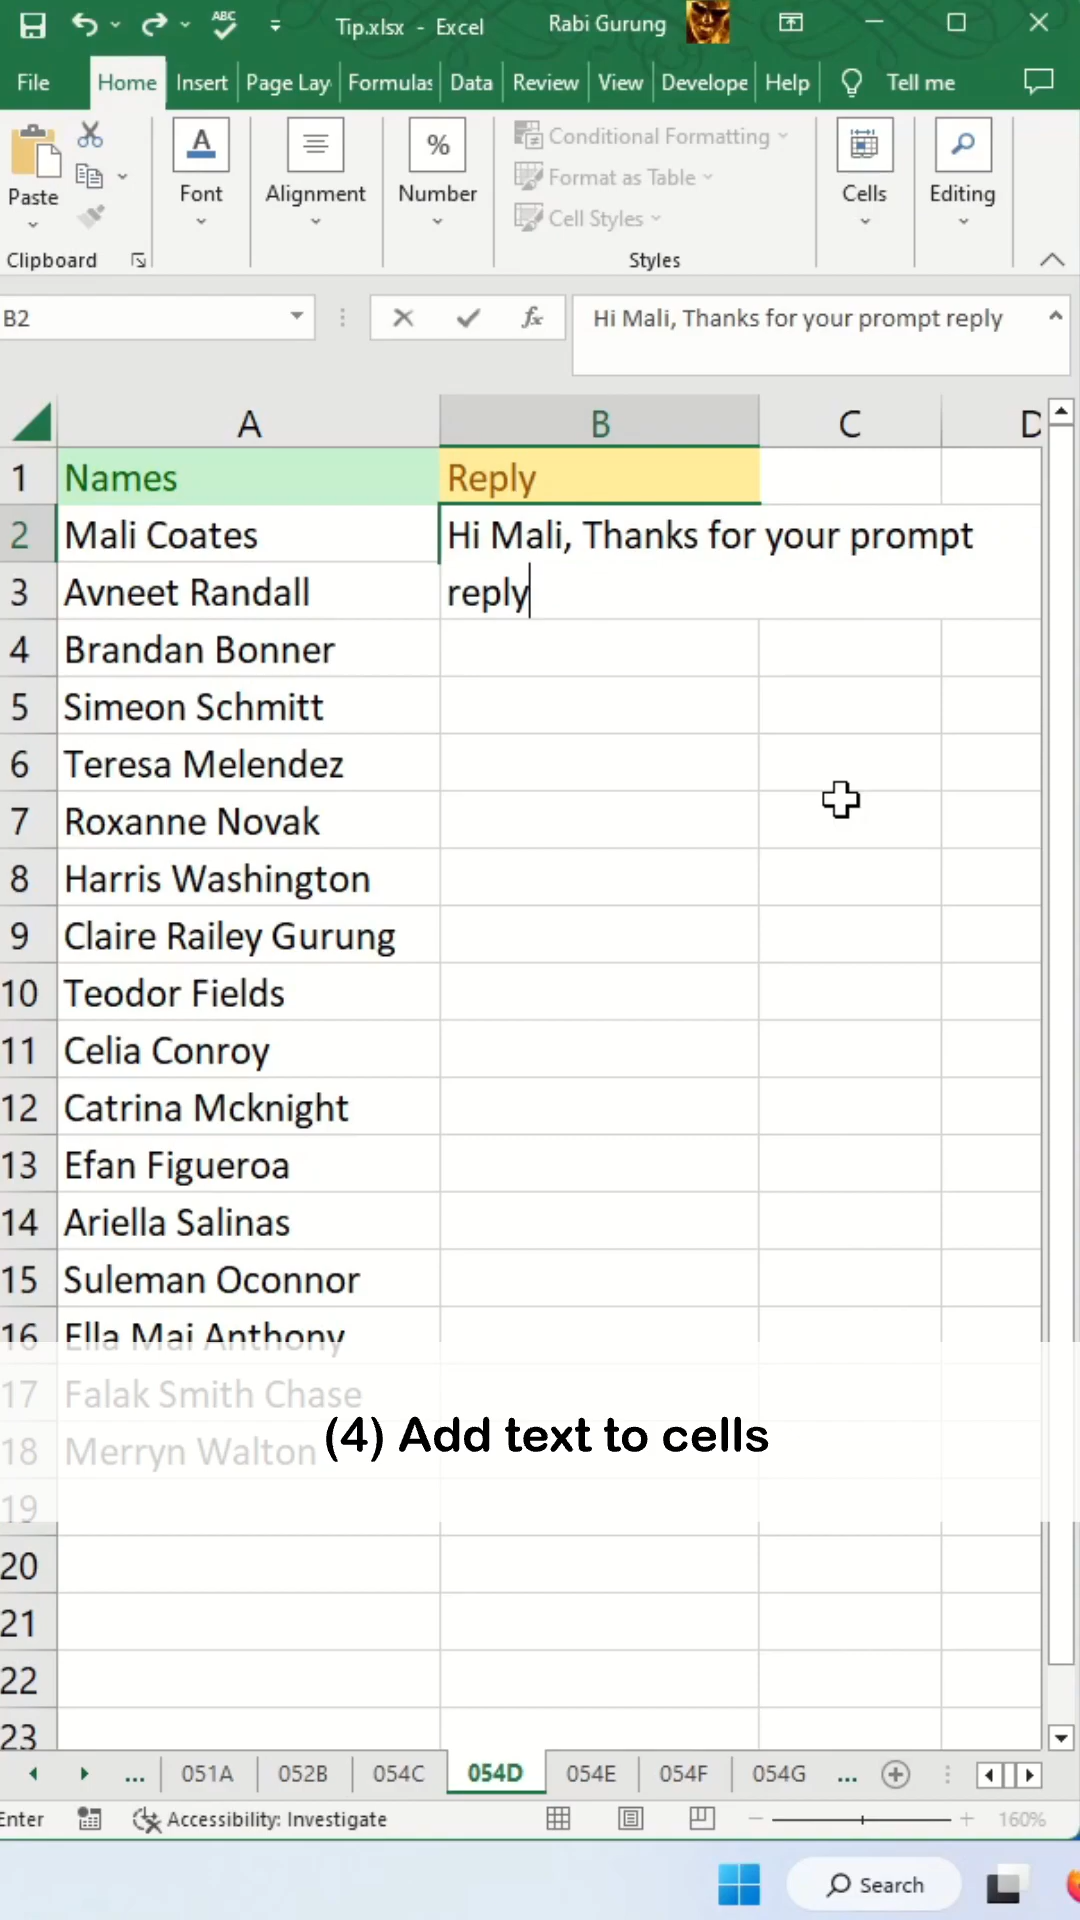 ABC
Tip.xlsx - Excel
Rabi Gurung
File
Home
Insert
Page Lay
Formulas
Data
Review
View
Develope
Help
Tell me
Paste
A
Font
Alignment
%
Number
Conditional Formatting
Format as Table
Cell Styles
Cells
Editing
Clipboard
Styles
B2
fx
Hi Mali, Thanks for your prompt reply
A
B
C
D
1
Names
Reply
2
Mali Coates
Hi Mali, Thanks for your prompt
3
Avneet Randall
reply
4
Brandan Bonner
5
Simeon Schmitt
6
Teresa Melendez
7
Roxanne Novak
8
Harris Washington
9
Claire Railey Gurung
10
Teodor Fields
11
Celia Conroy
12
Catrina Mcknight
13
Efan Figueroa
14
Ariella Salinas
15
Suleman Oconnor
16
Ella Mai Anthony
17
Falak Smith Chase
(4) Add text to cells
18
Merryn Walton
19
20
21
22
23
...
051A
052B
054C
054D
054E
054F
054G
...
Enter
Accessibility: Investigate
160%
Search